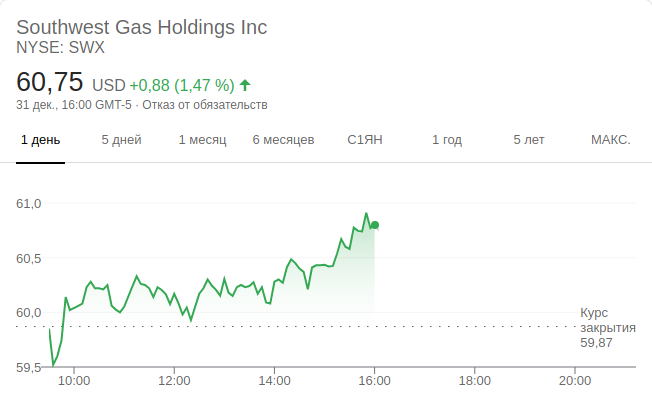 Southwest Gas Holdings Inc
NYSE: SWX
60,75 USD +0,88 (1,47 %)
31 дек., 16:00 GMT-5 · Отказ от обязательств
1 день 5 дней 1 месяц 6 месяцев С1ЯН 1 год 5 лет МАКС.
61,0
60,5
60,0
Курс
закрытия
59,87
59,5
10:00 12:00 14:00 16:00 18:00 20:00